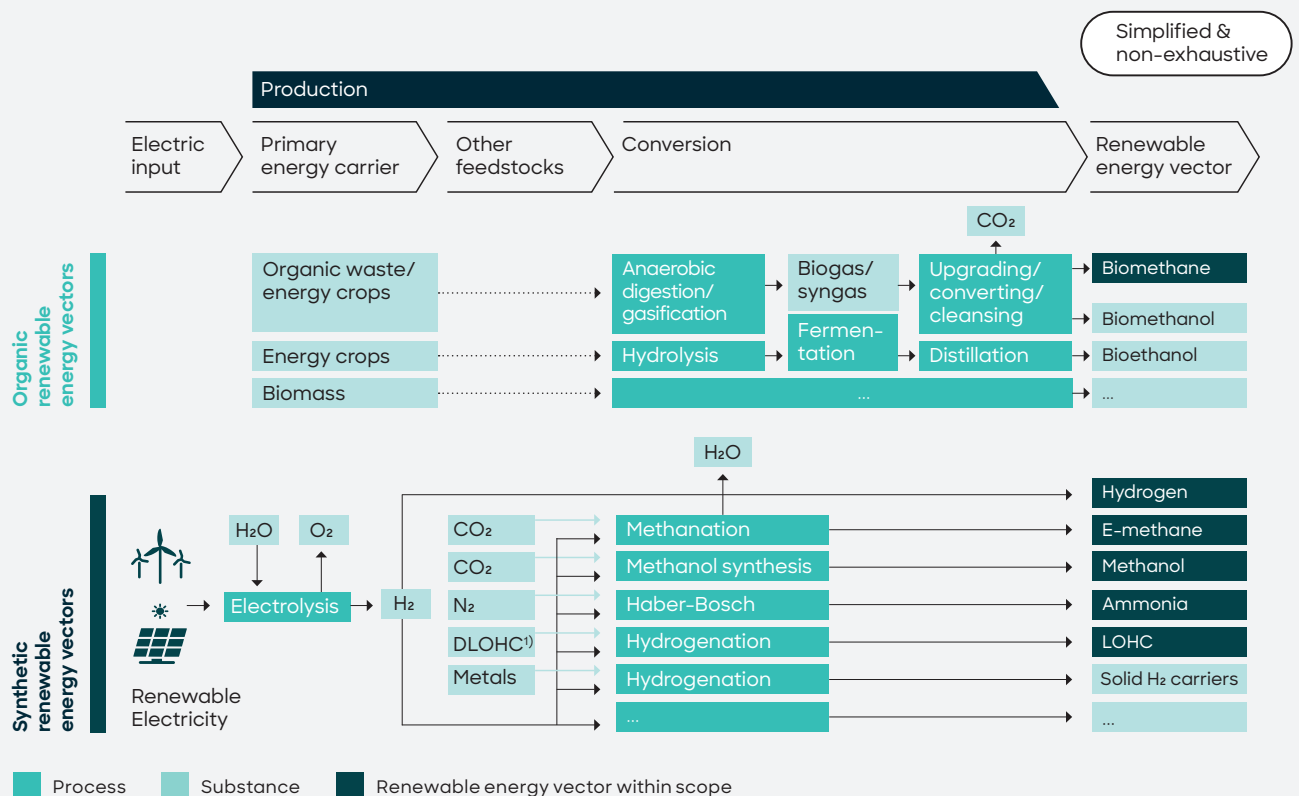 Simplified &
non-exhaustive
Production
Electric
input
Primary
energy carrier
Other
feedstocks
Conversion
Renewable
energy vector
Organic
renewable
energy vectors
CO₂
Organic waste/
energy crops
Anaerobic
digestion/
gasification
Biogas/
syngas
Upgrading/
converting/
cleansing
Biomethane
Biomethanol
Energy crops
Hydrolysis
Fermen-
tation
Distillation
Bioethanol
Biomass
...
...
Synthetic
renewable
energy vectors
H₂O
Hydrogen
H₂O
O₂
Electrolysis
H₂
Renewable
Electricity
CO₂
Methanation
E-methane
CO₂
Methanol synthesis
Methanol
N₂
Haber-Bosch
Ammonia
DLOHC¹⁾
Hydrogenation
LOHC
Metals
Hydrogenation
Solid H₂ carriers
...
...
Process
Substance
Renewable energy vector within scope